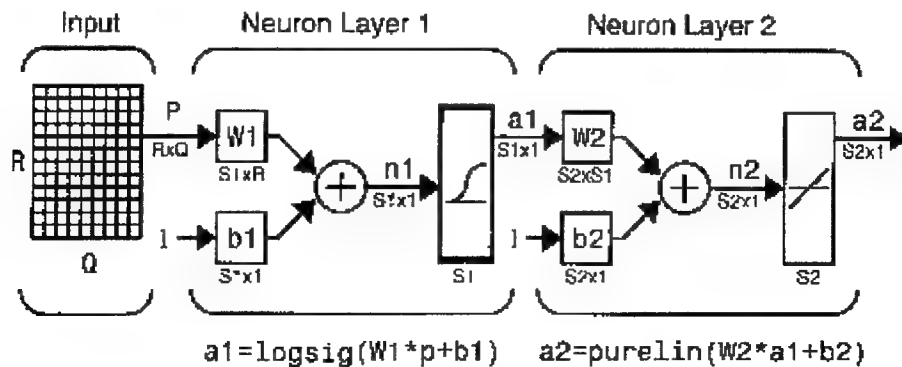 Input Neuron Layer 1 Neuron Layer 2
P a1 a2
W1 W2
RxQ S1x1 S2x1
R S1xR n1 S2xS1 n2
S1x1 S2x1
1 b1 1 b2
Q S1x1 S1 S2x1 S2
a1=logsig(W1*p+b1) a2=purelin(W2*a1+b2)